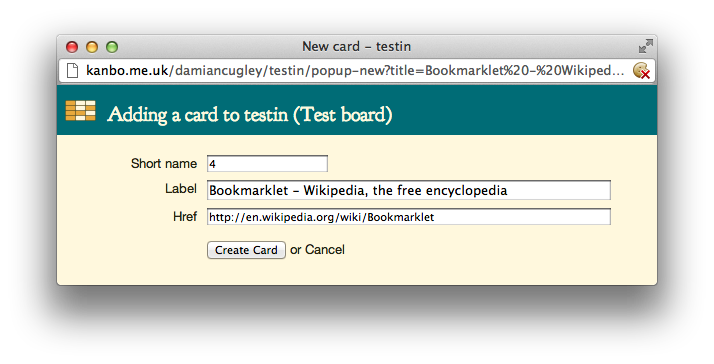 New card – testin
kanbo.me.uk/damiancugley/testin/popup-new?title=Bookmarklet%20-%20Wikiped...
Adding a card to testin (Test board)
Short name 4
Label Bookmarklet – Wikipedia, the free encyclopedia
Href http://en.wikipedia.org/wiki/Bookmarklet
Create Card or Cancel